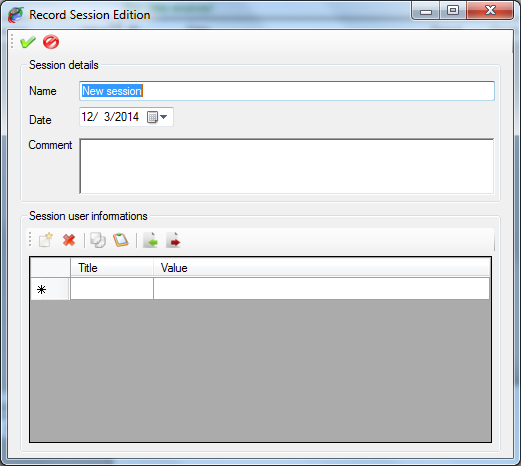 Record Session Edition
Session details
Name New session
Date 12/ 3/2014
Comment
Session user informations
Title Value